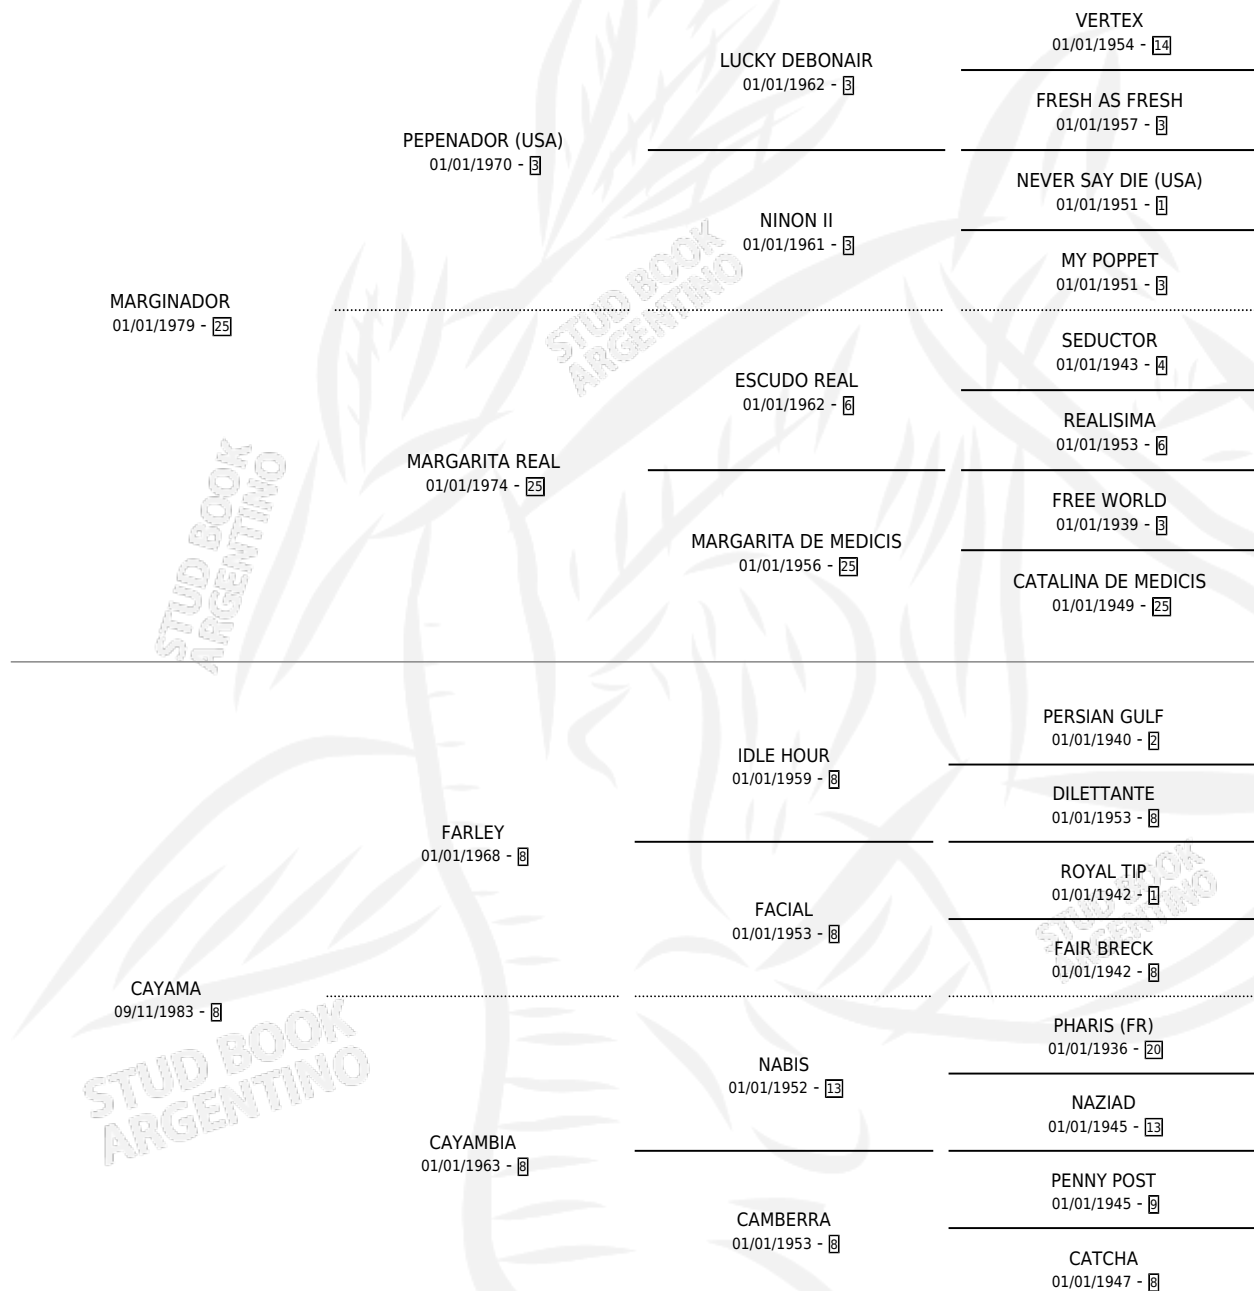 VERTEX
01/01/1954 - 14
LUCKY DEBONAIR
01/01/1962 - 3
FRESH AS FRESH
01/01/1957 - 3
PEPENADOR (USA)
01/01/1970 - 3
NEVER SAY DIE (USA)
01/01/1951 - 1
NINON II
01/01/1961 - 3
MY POPPET
01/01/1951 - 3
MARGINADOR
01/01/1979 - 25
SEDUCTOR
01/01/1943 - 4
ESCUDO REAL
01/01/1962 - 6
REALISIMA
01/01/1953 - 6
MARGARITA REAL
01/01/1974 - 25
FREE WORLD
01/01/1939 - 3
MARGARITA DE MEDICIS
01/01/1956 - 25
CATALINA DE MEDICIS
01/01/1949 - 25
PERSIAN GULF
01/01/1940 - 2
IDLE HOUR
01/01/1959 - 8
DILETTANTE
01/01/1953 - 8
FARLEY
01/01/1968 - 8
ROYAL TIP
01/01/1942 - 1
FACIAL
01/01/1953 - 8
FAIR BRECK
01/01/1942 - 8
CAYAMA
09/11/1983 - 8
PHARIS (FR)
01/01/1936 - 20
NABIS
01/01/1952 - 13
NAZIAD
01/01/1945 - 13
CAYAMBIA
01/01/1963 - 8
PENNY POST
01/01/1945 - 9
CAMBERRA
01/01/1953 - 8
CATCHA
01/01/1947 - 8
STUD BOOK
ARGENTINO
STUD BOOK
ARGENTINO
STUD BOOK
ARGENTINO
STUD BOOK
ARGENTINO